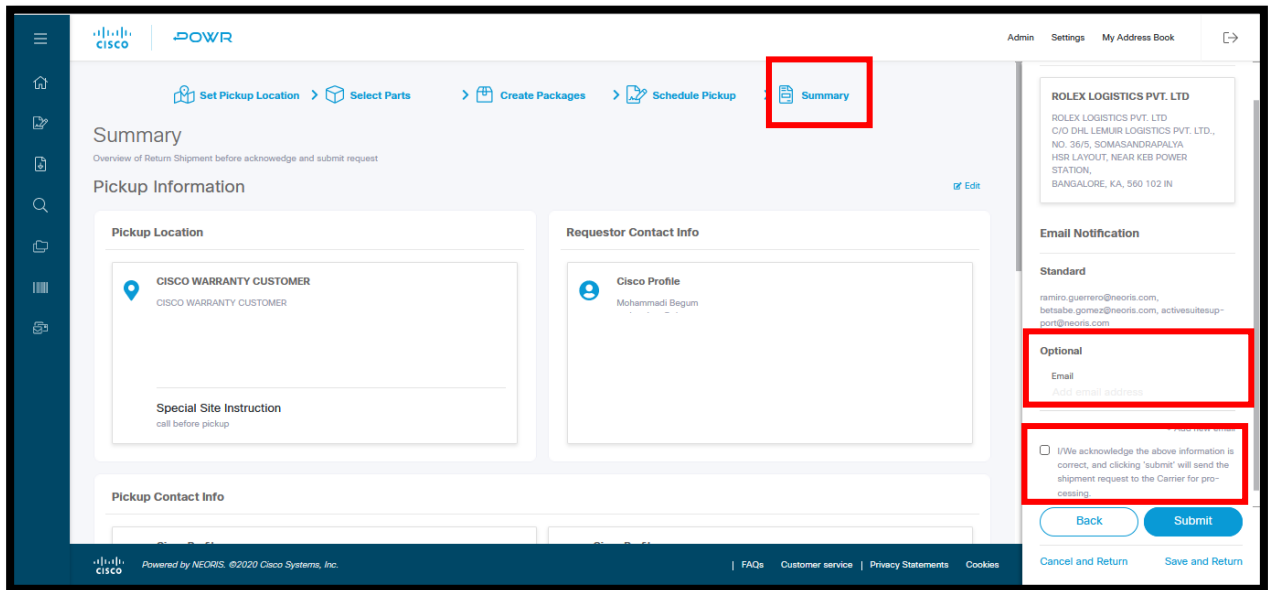 CISCO
POWR
Admin Settings My Address Book
Set Pickup Location > Select Parts > Create Packages > Schedule Pickup > Summary
Summary
Overview of Return Shipment before acknowedge and submit request
Pickup Information
Edit
Pickup Location
CISCO WARRANTY CUSTOMER
CISCO WARRANTY CUSTOMER
Special Site Instruction
call before pickup
Requestor Contact Info
Cisco Profile
Mohammadi Begum
Pickup Contact Info
ROLEX LOGISTICS PVT. LTD
ROLEX LOGISTICS PVT. LTD
C/O DHL LEMUIR LOGISTICS PVT. LTD.,
NO. 36/5, SOMASANDRAPALYA
HSR LAYOUT, NEAR KEB POWER
STATION,
BANGALORE, KA, 560 102 IN
Email Notification
Standard
ramiro.guerrero@neoris.com,
betsabe.gomez@neoris.com, activesuitesup-
port@neoris.com
Optional
Email
Add email address
+ Add new email
I/We acknowledge the above information is
correct, and clicking 'submit' will send the
shipment request to the Carrier for pro-
cessing.
Back Submit
Cancel and Return Save and Return
CISCO
Powered by NEORIS. ©2020 Cisco Systems, Inc.
| FAQs Customer service | Privacy Statements Cookies